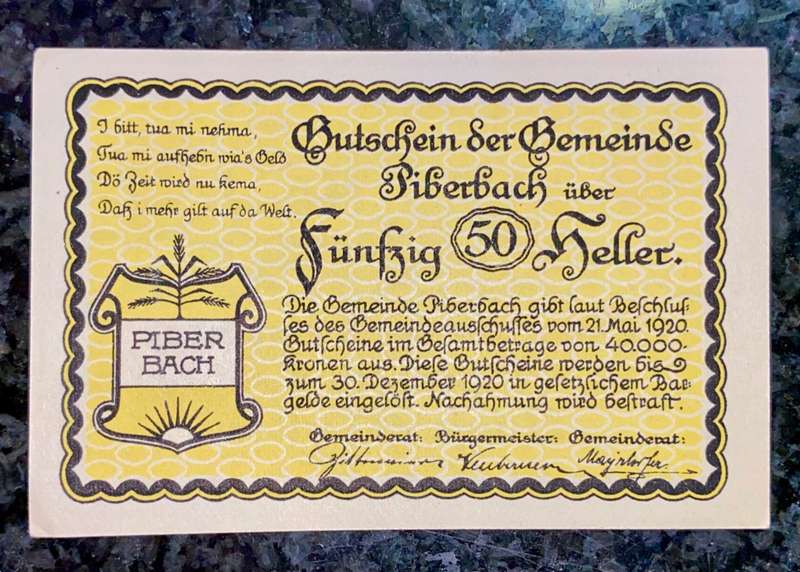 I bitt, tua mi nehma,
Tua mi aufhebn wia's Geld
Dö Zeit wird nu kema,
Daß i mehr gilt auf da Welt.
Gutschein der Gemeinde
Piberbach über
Fünfzig 50 Heller.
PIBER
BACH
Die Gemeinde Piberbach gibt laut Beschlus-
ses des Gemeindeausschusses vom 21. Mai 1920.
Gutscheine im Gesamtbetrage von 40.000-
Kronen aus. Diese Gutscheine werden bis
zum 30. Dezember 1920 in gesetzlichem Bar-
gelde eingelöst. Nachahmung wird bestraft.
Gemeinderat: Bürgermeister: Gemeinderat: